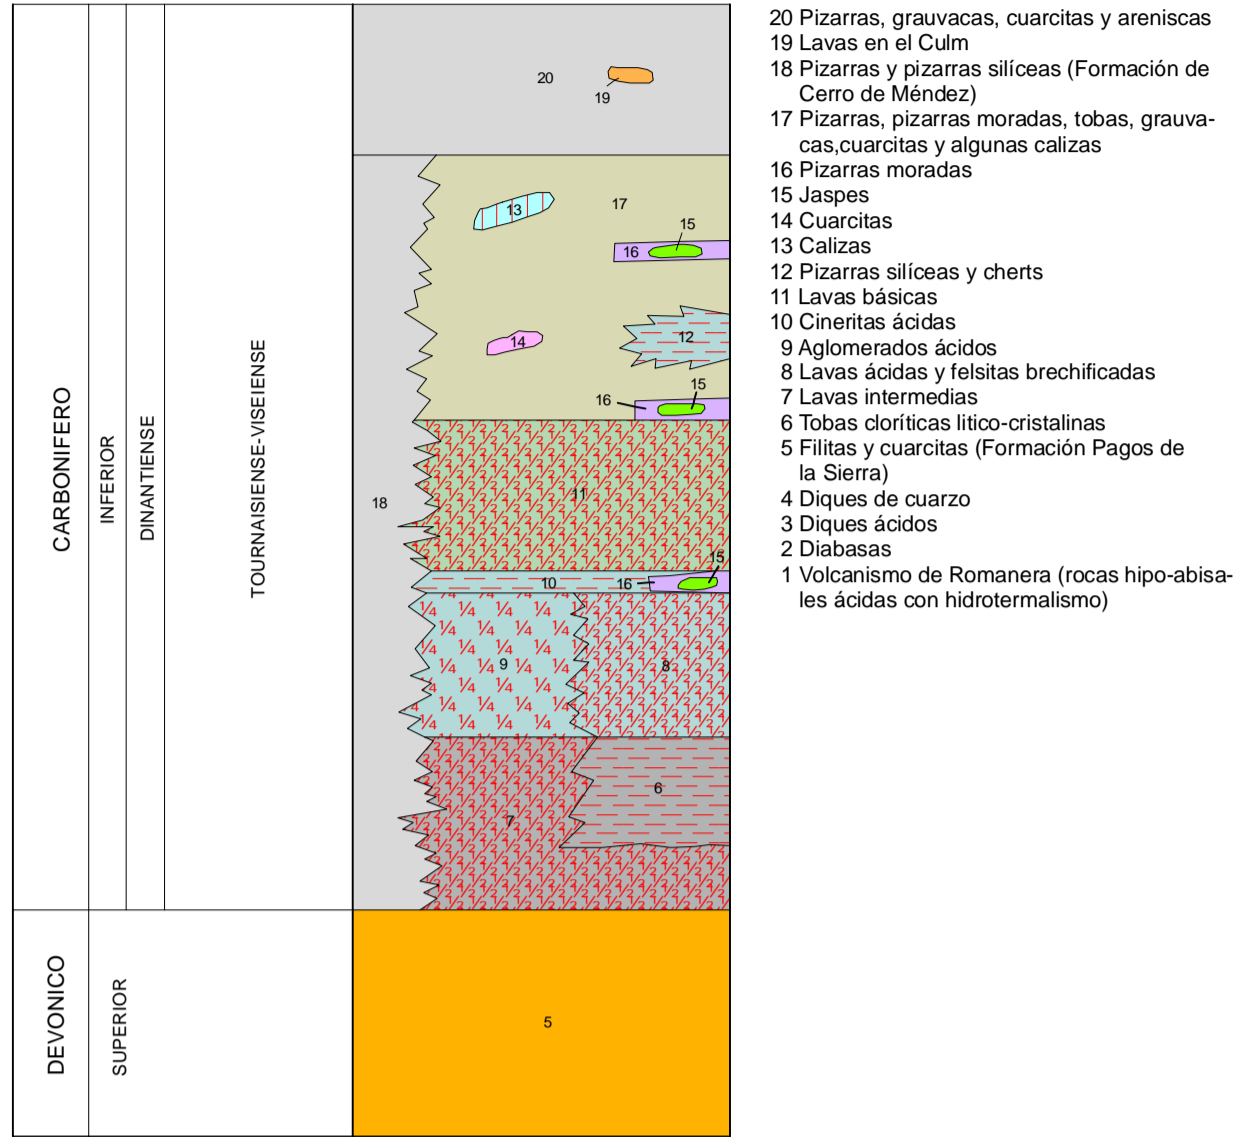 CARBONIFERO
INFERIOR
DINANTIENSE
TOURNAISIENSE-VISEIENSE
DEVONICO
SUPERIOR
20
19
13
17
15
16
12
14
15
16
18
11
15
10
16
9
8
6
7
5
20 Pizarras, grauvacas, cuarcitas y areniscas
19 Lavas en el Culm
18 Pizarras y pizarras silíceas (Formación de
Cerro de Méndez)
17 Pizarras, pizarras moradas, tobas, grauva-
cas,cuarcitas y algunas calizas
16 Pizarras moradas
15 Jaspes
14 Cuarcitas
13 Calizas
12 Pizarras silíceas y cherts
11 Lavas básicas
10 Cineritas ácidas
9 Aglomerados ácidos
8 Lavas ácidas y felsitas brechificadas
7 Lavas intermedias
6 Tobas cloríticas litico-cristalinas
5 Filitas y cuarcitas (Formación Pagos de
la Sierra)
4 Diques de cuarzo
3 Diques ácidos
2 Diabasas
1 Volcanismo de Romanera (rocas hipo-abisa-
les ácidas con hidrotermalismo)